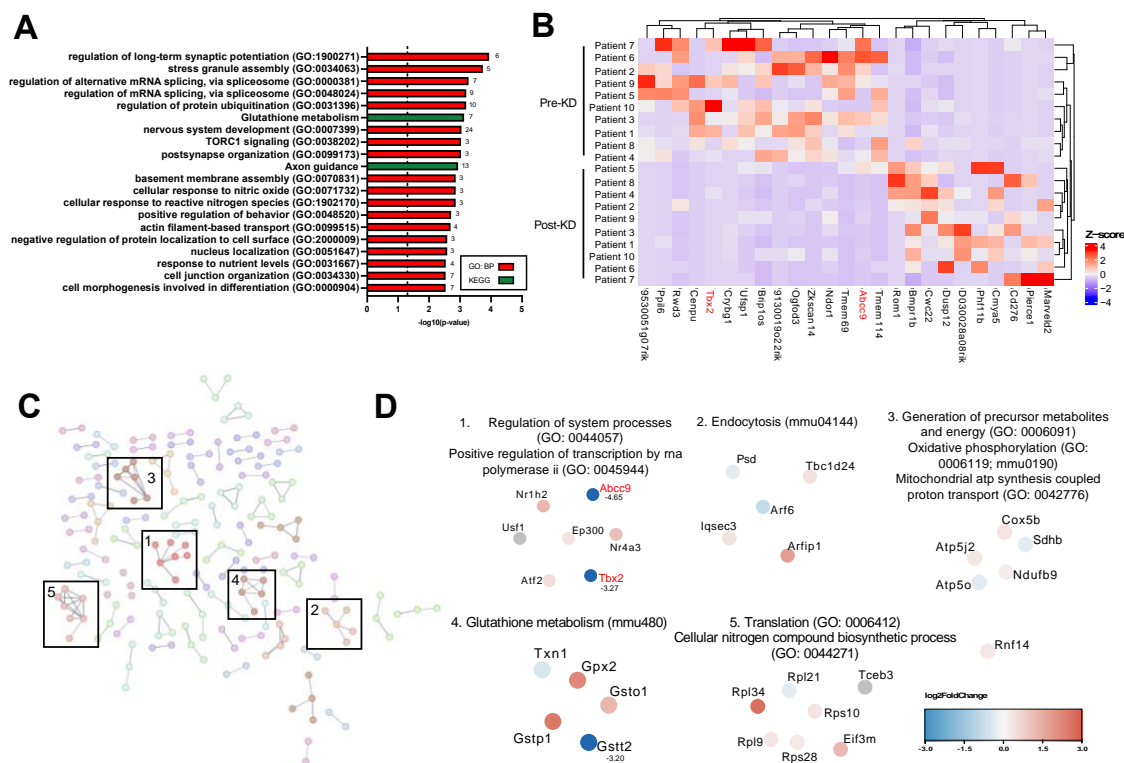 A
regulation of long-term synaptic potentiation (GO:1900271)
6
stress granule assembly (GO:0034063)
5
regulation of alternative mRNA splicing, via spliceosome (GO:0000381)
7
regulation of mRNA splicing, via spliceosome (GO:0048024)
9
regulation of protein ubiquitination (GO:0031396)
10
Glutathione metabolism
7
nervous system development (GO:0007399)
24
TORC1 signaling (GO:0038202)
3
postsynapse organization (GO:0099173)
3
Axon guidance
13
basement membrane assembly (GO:0070831)
3
cellular response to nitric oxide (GO:0071732)
3
cellular response to reactive nitrogen species (GO:1902170)
3
positive regulation of behavior (GO:0048520)
3
actin filament-based transport (GO:0099515)
4
negative regulation of protein localization to cell surface (GO:2000009)
3
nucleus localization (GO:0051647)
3
response to nutrient levels (GO:0031667)
4
cell junction organization (GO:0034330)
7
cell morphogenesis involved in differentiation (GO:0000904)
7
GO: BP
KEGG
0 1 2 3 4 5
-log10(p-value)
B
Pre-KD
Patient 7
Patient 6
Patient 2
Patient 9
Patient 5
Patient 10
Patient 3
Patient 1
Patient 8
Patient 4
Post-KD
Patient 5
Patient 8
Patient 4
Patient 2
Patient 9
Patient 3
Patient 1
Patient 10
Patient 6
Patient 7
'9530051g07rik
'Ppil6
'Rwd3
'Cenpu
'Tbx2
'Crybg1
'Ufsp1
'Brip1os
'9130019o22rik
'Ogfod3
'Zkscan14
'Ndor1
'Tmem69
'Abcc9
'Tmem114
'Rom1
'Bmpr1b
'Cwc22
'Dusp12
'D030028a08rik
'Phf11b
'Cmya5
'Cd276
'Pierce1
'Marveld2
Z-score
4
2
0
-2
-4
C
3
1
4
5
2
D
1. Regulation of system processes
(GO: 0044057)
Positive regulation of transcription by rna
polymerase ii (GO: 0045944)
Abcc9
-4.65
Nr1h2
Usf1
Ep300
Nr4a3
Atf2
Tbx2
-3.27
2. Endocytosis (mmu04144)
Psd
Tbc1d24
Arf6
Iqsec3
Arfip1
3. Generation of precursor metabolites
and energy (GO: 0006091)
Oxidative phosphorylation (GO:
0006119; mmu0190)
Mitochondrial atp synthesis coupled
proton transport (GO: 0042776)
Cox5b
Sdhb
Atp5j2
Ndufb9
Atp5o
4. Glutathione metabolism (mmu480)
Txn1
Gpx2
Gsto1
Gstp1
Gstt2
-3.20
5. Translation (GO: 0006412)
Cellular nitrogen compound biosynthetic process
(GO: 0044271)
Rnf14
Rpl21
Tceb3
Rpl34
Rps10
Rpl9
Rps28
Eif3m
log2FoldChange
-3.0 -1.5 0.0 1.5 3.0